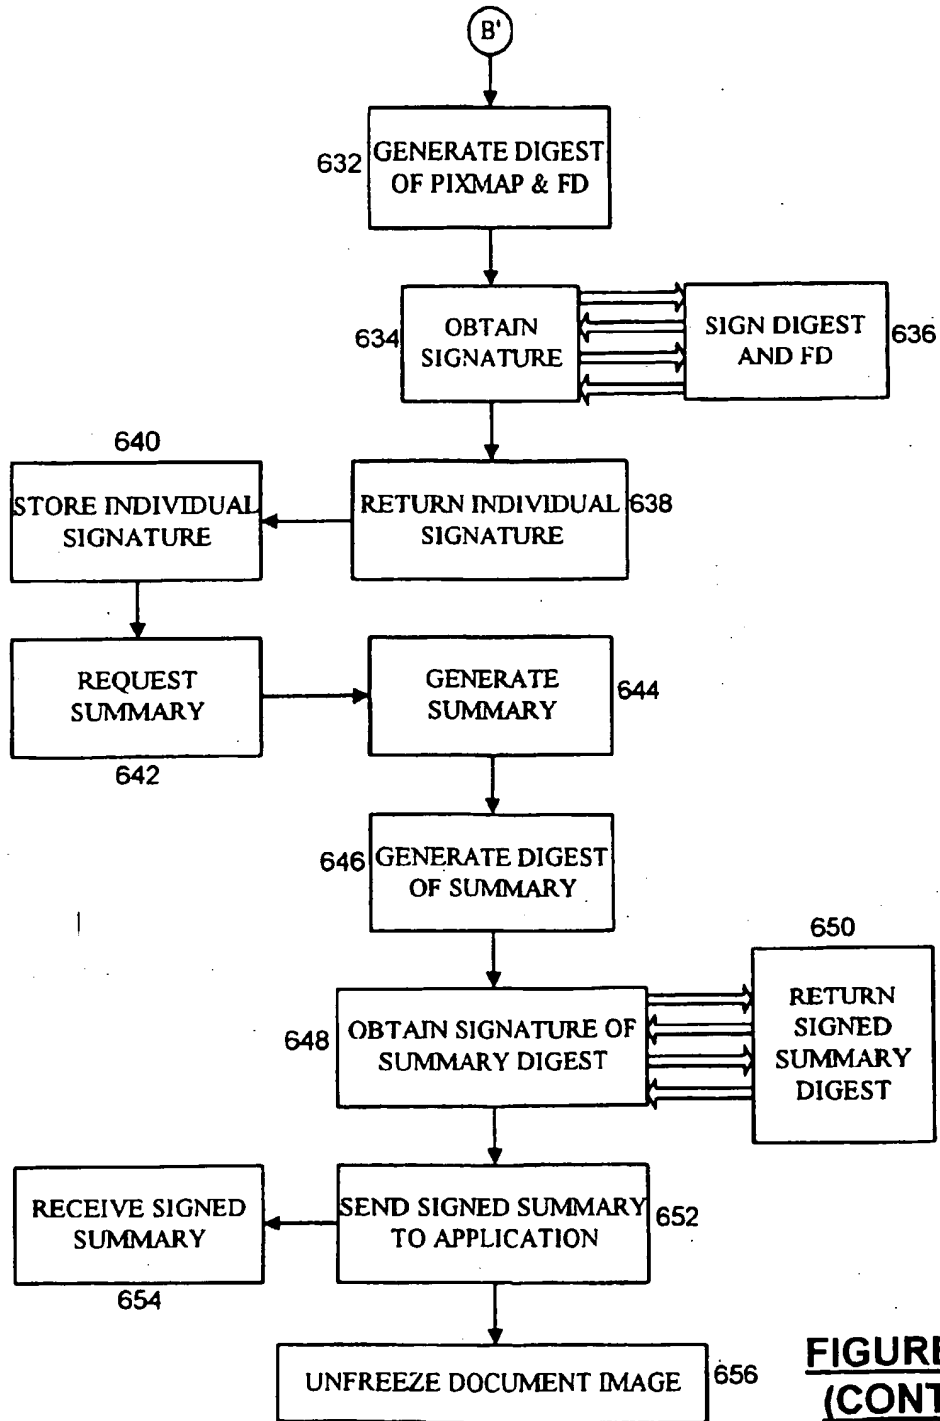 B'
632
GENERATE DIGEST
OF PIXMAP & FD
634
OBTAIN
SIGNATURE
SIGN DIGEST
AND FD
636
640
STORE INDIVIDUAL
SIGNATURE
RETURN INDIVIDUAL
SIGNATURE
638
REQUEST
SUMMARY
642
GENERATE
SUMMARY
644
646
GENERATE DIGEST
OF SUMMARY
648
OBTAIN SIGNATURE OF
SUMMARY DIGEST
650
RETURN
SIGNED
SUMMARY
DIGEST
RECEIVE SIGNED
SUMMARY
654
SEND SIGNED SUMMARY
TO APPLICATION
652
UNFREEZE DOCUMENT IMAGE
656
FIGURE
(CONT